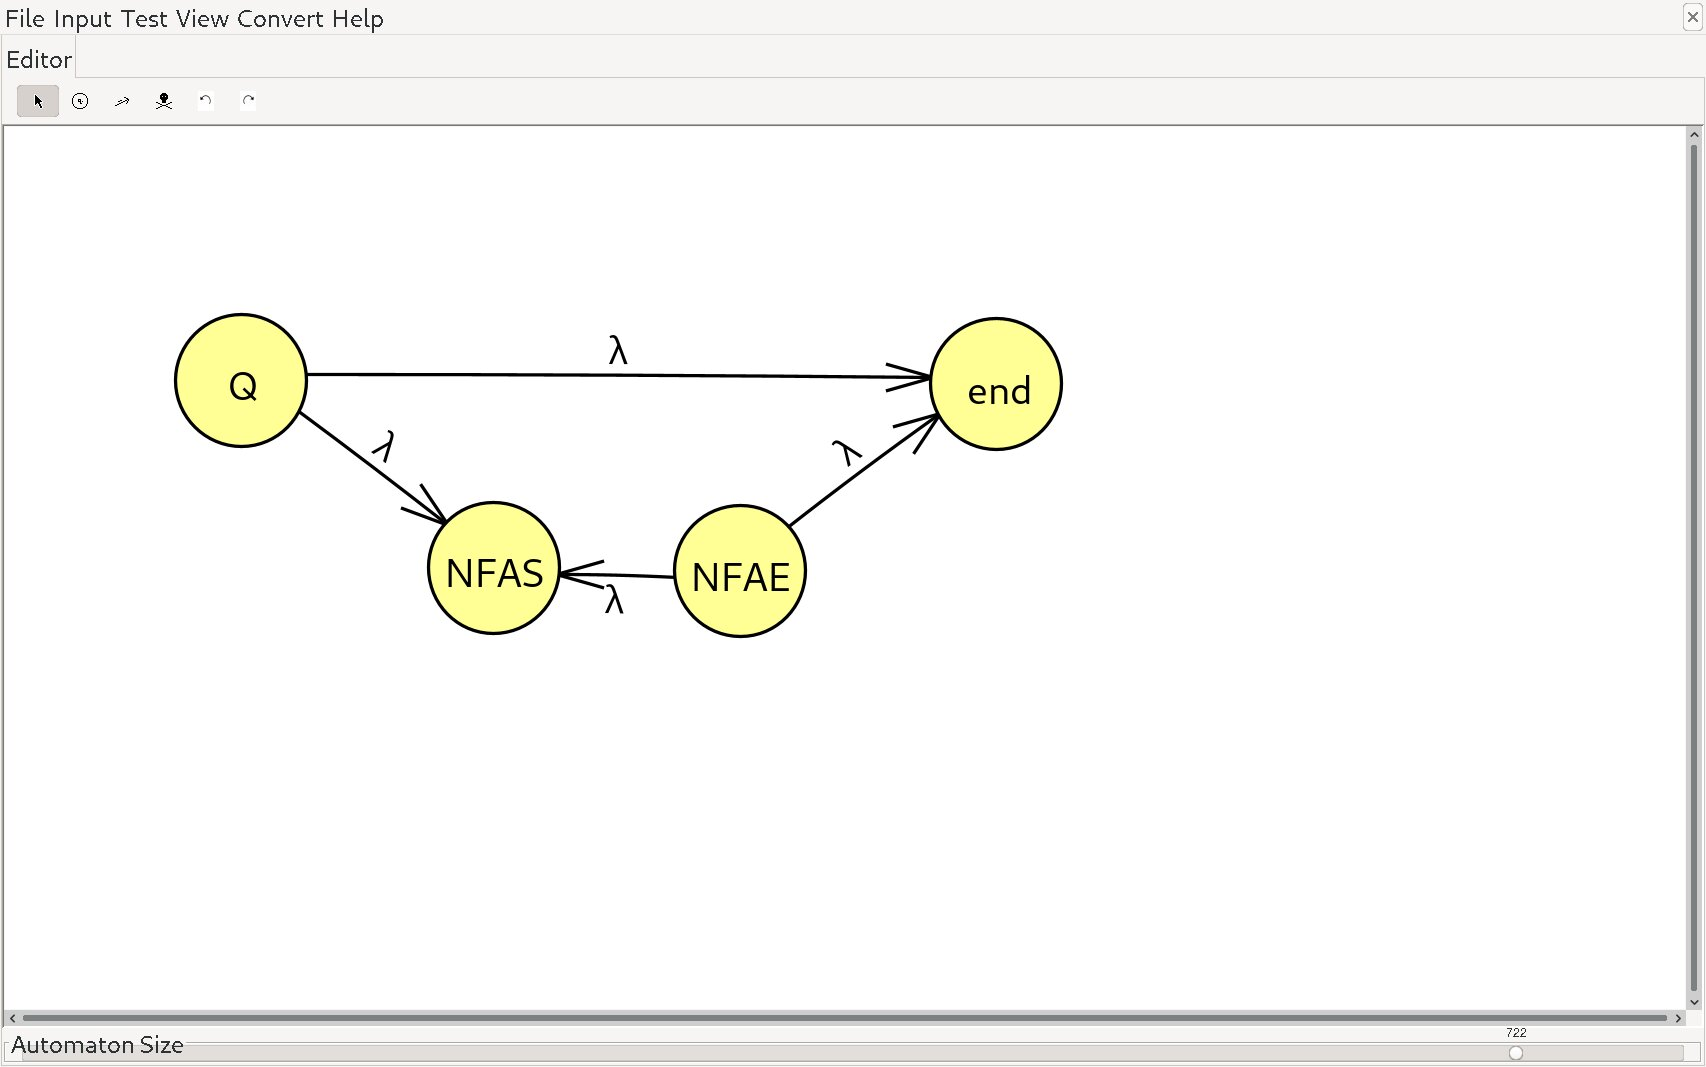 File Input Test View Convert Help
Editor
λ
Q
end
λ
λ
NFAS
NFAE
λ
722
Automaton Size